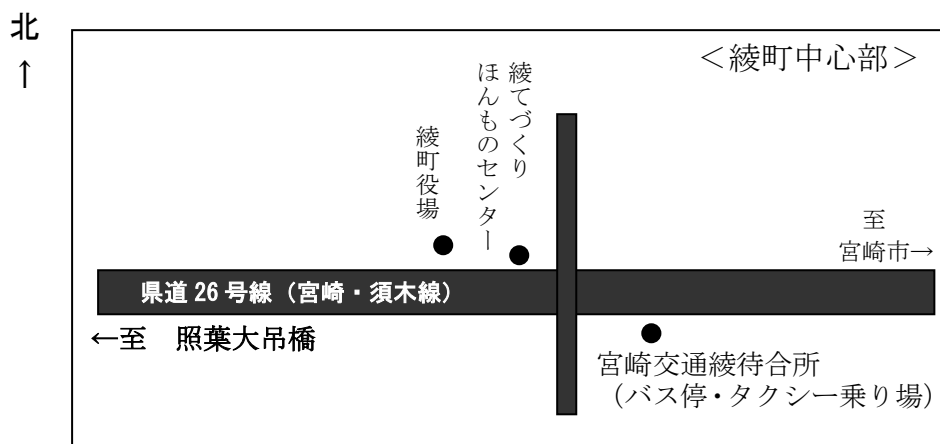 北
↑
＜綾町中心部＞
綾てづくり
ほんものセンター
綾町役場
至
宮崎市→
県道26号線（宮崎・須木線）
←至　照葉大吊橋
宮崎交通綾待合所
（バス停・タクシー乗り場）